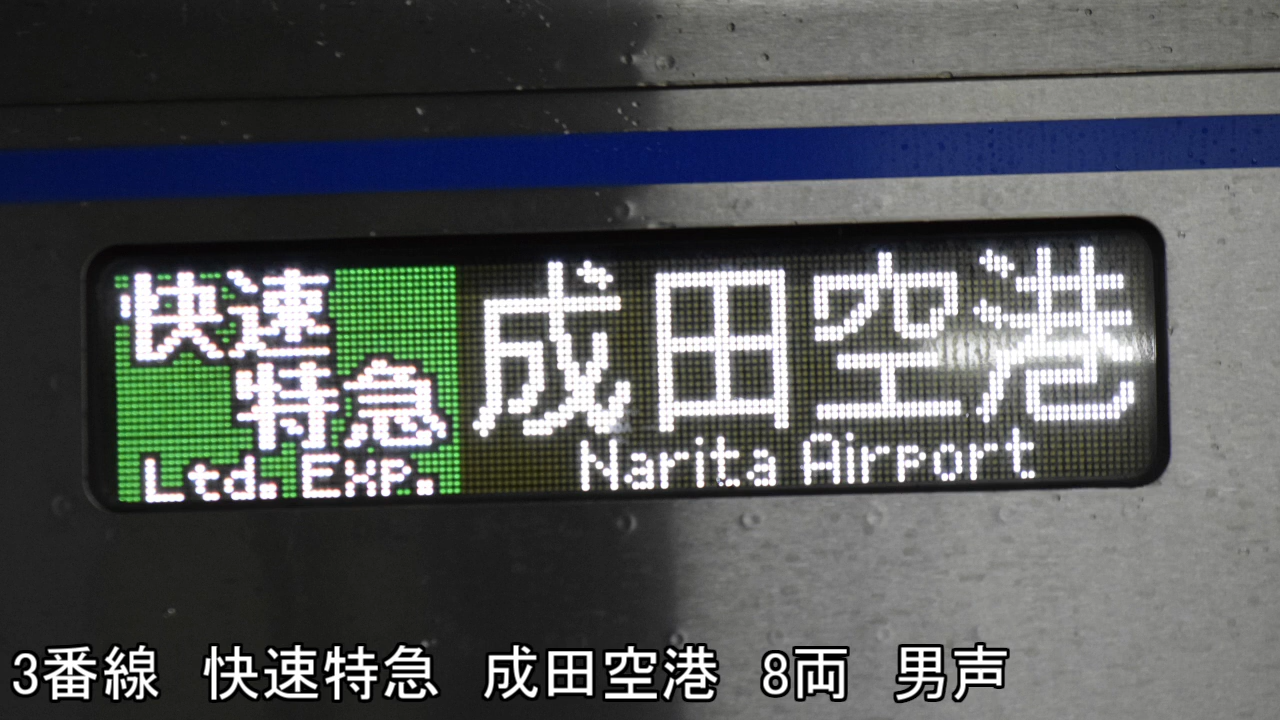 快速
特急
Ltd. EXP.
成田空港
Narita Airport
3番線 快速特急 成田空港 8両 男声